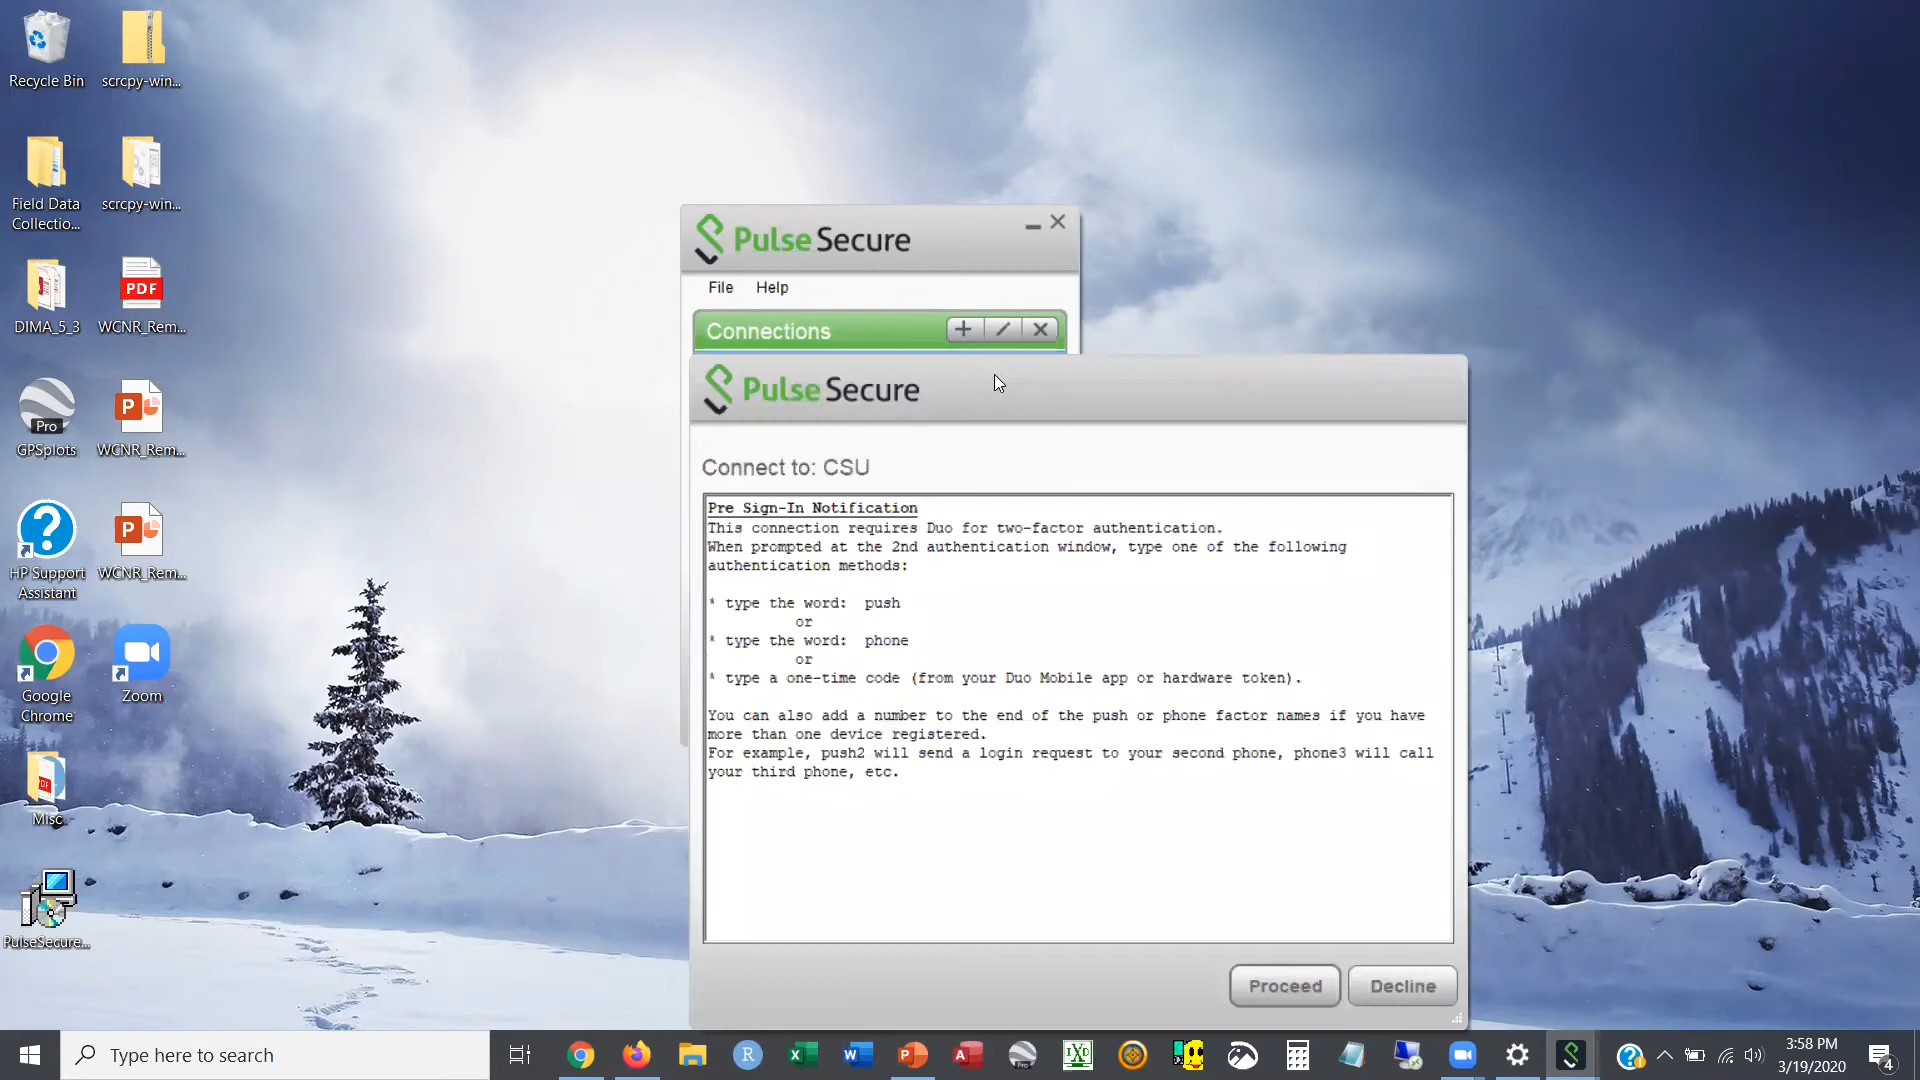 Recycle Bin
scrcpy-win...
Field Data
Collectio...
scrcpy-win...
DIMA_5_3
PDF
WCNR_Rem...
Pro
GPSplots
WCNR_Rem...
HP Support
Assistant
WCNR_Rem...
Google
Chrome
Zoom
Misc
PulseSecure...
Pulse Secure
File Help
Connections
Pulse Secure
Connect to: CSU
Pre Sign-In Notification
This connection requires Duo for two-factor authentication.
When prompted at the 2nd authentication window, type one of the following
authentication methods:
* type the word: push
or
* type the word: phone
or
* type a one-time code (from your Duo Mobile app or hardware token).
You can also add a number to the end of the push or phone factor names if you have
more than one device registered.
For example, push2 will send a login request to your second phone, phone3 will call
your third phone, etc.
Proceed Decline
Type here to search
3:58 PM
3/19/2020
4